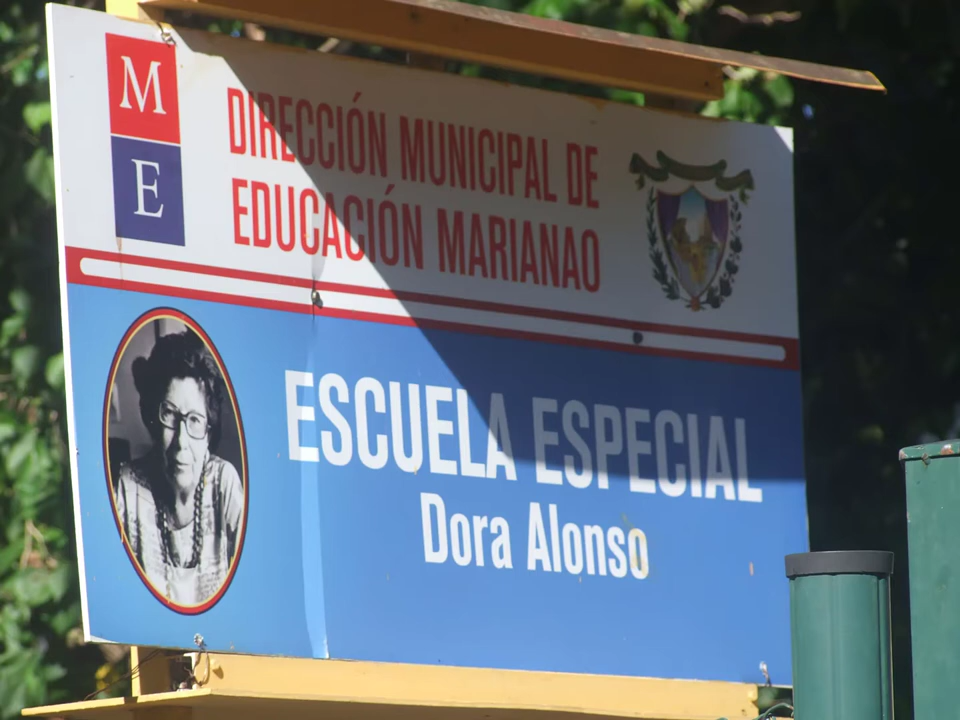 M
E
DIRECCIÓN MUNICIPAL DE
EDUCACIÓN MARIANAO
ESCUELA ESPECIAL
Dora Alonso